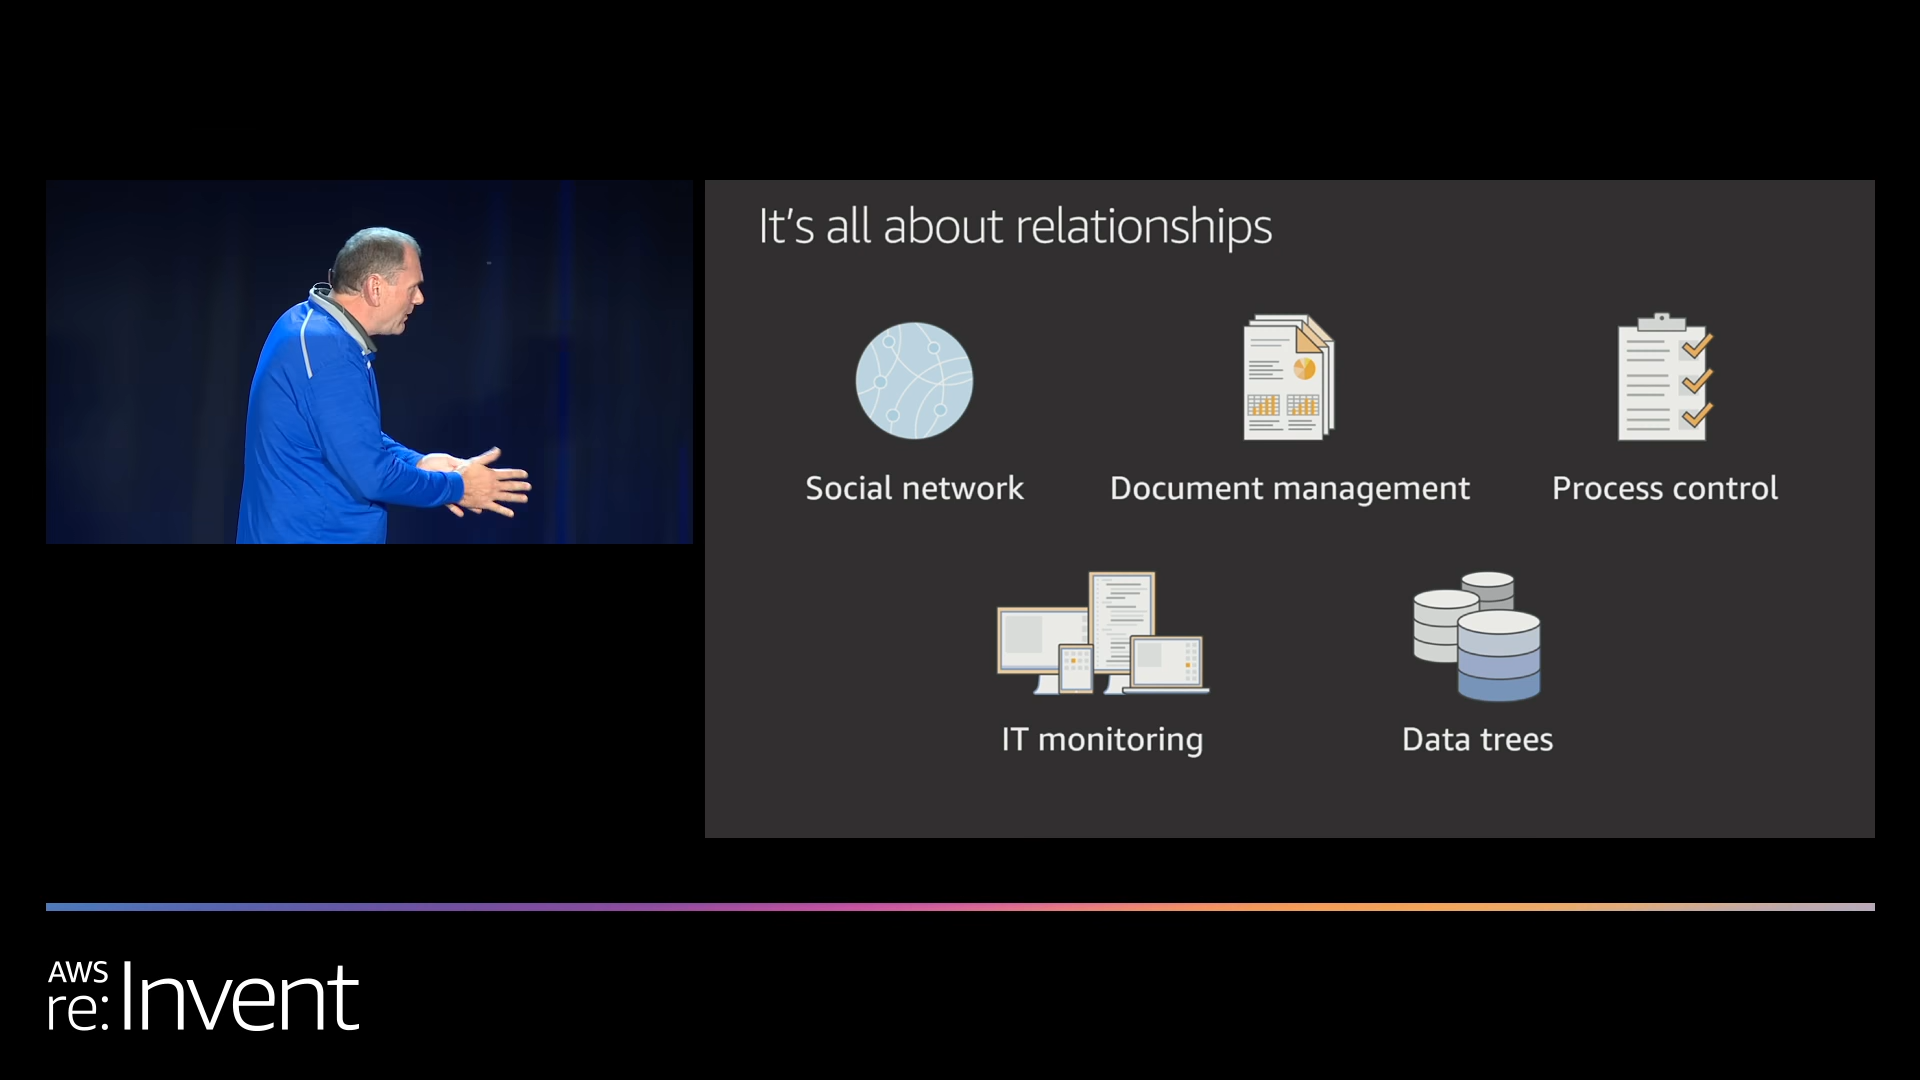 It's all about relationships
Social network
Document management
Process control
IT monitoring
Data trees
AWS
re:Invent